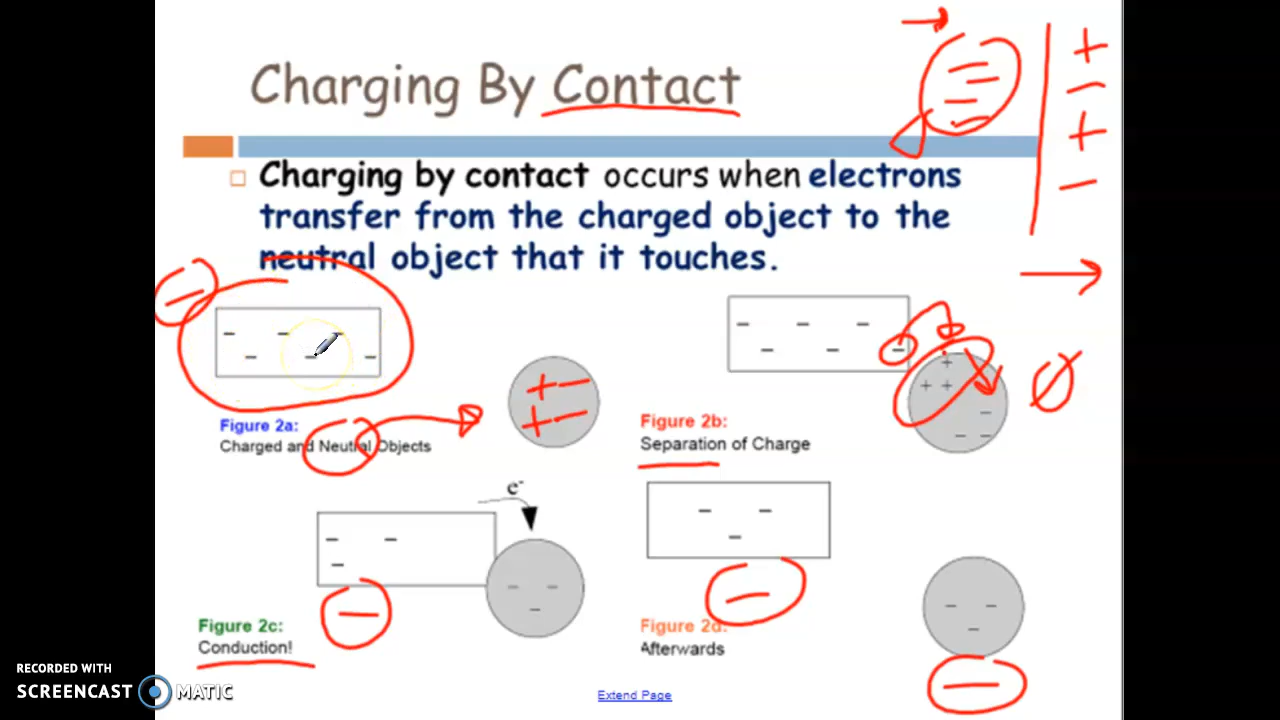 Charging By Contact
Charging by contact occurs when electrons
transfer from the charged object to the
neutral object that it touches.
Figure 2a:
Charged and Neutral Objects
Figure 2b:
Separation of Charge
e-
Figure 2c:
Conduction!
Figure 2d:
Afterwards
Extend Page
RECORDED WITH
SCREENCAST MATIC